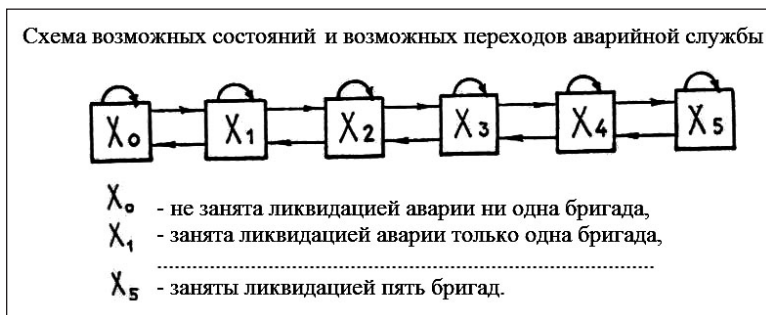 Схема возможных состояний и возможных переходов аварийной службы
X₀ X₁ X₂ X₃ X₄ X₅
X₀ - не занята ликвидацией аварии ни одна бригада,
X₁ - занята ликвидацией аварии только одна бригада,
........................................................................
X₅ - заняты ликвидацией пять бригад.